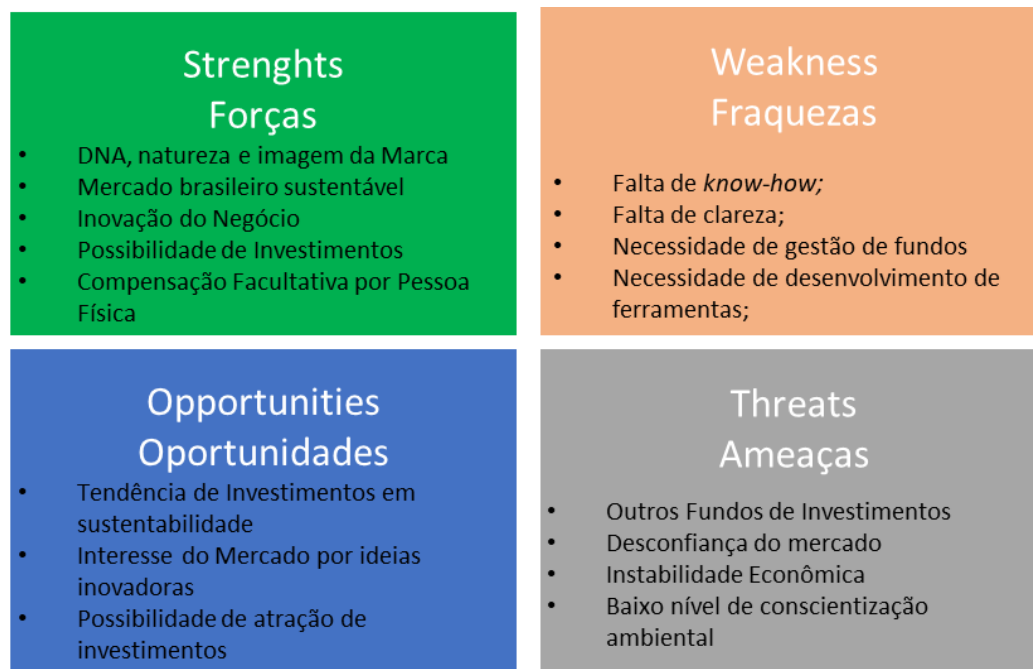 Strenghts
Forças
• DNA, natureza e imagem da Marca
• Mercado brasileiro sustentável
• Inovação do Negócio
• Possibilidade de Investimentos
• Compensação Facultativa por Pessoa
Física
Weakness
Fraquezas
• Falta de know-how;
• Falta de clareza;
• Necessidade de gestão de fundos
• Necessidade de desenvolvimento de
ferramentas;
Opportunities
Oportunidades
• Tendência de Investimentos em
sustentabilidade
• Interesse do Mercado por ideias
inovadoras
• Possibilidade de atração de
investimentos
Threats
Ameaças
• Outros Fundos de Investimentos
• Desconfiança do mercado
• Instabilidade Econômica
• Baixo nível de conscientização
ambiental